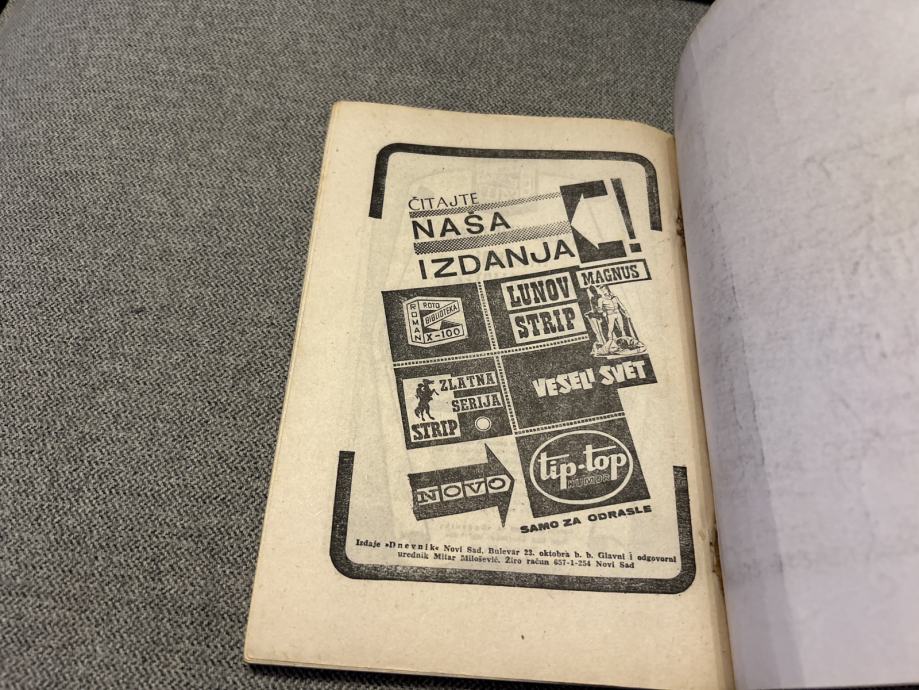 ČITAJTE
NAŠA
IZDANJA!
ROMAN
ROTO
BIBLIOTEKA
X-100
LUNOV
MAGNUS
STRIP
ZLATNA
SERIJA
STRIP
VESELI SVET
NOVO
tip-top
HUMOR
SAMO ZA ODRASLE
Izdaje »Dnevnik« Novi Sad, Bulevar 23. oktobra b. b. Glavni i odgovorni
urednik Mitar Milošević. Žiro račun 657-1-254 Novi Sad